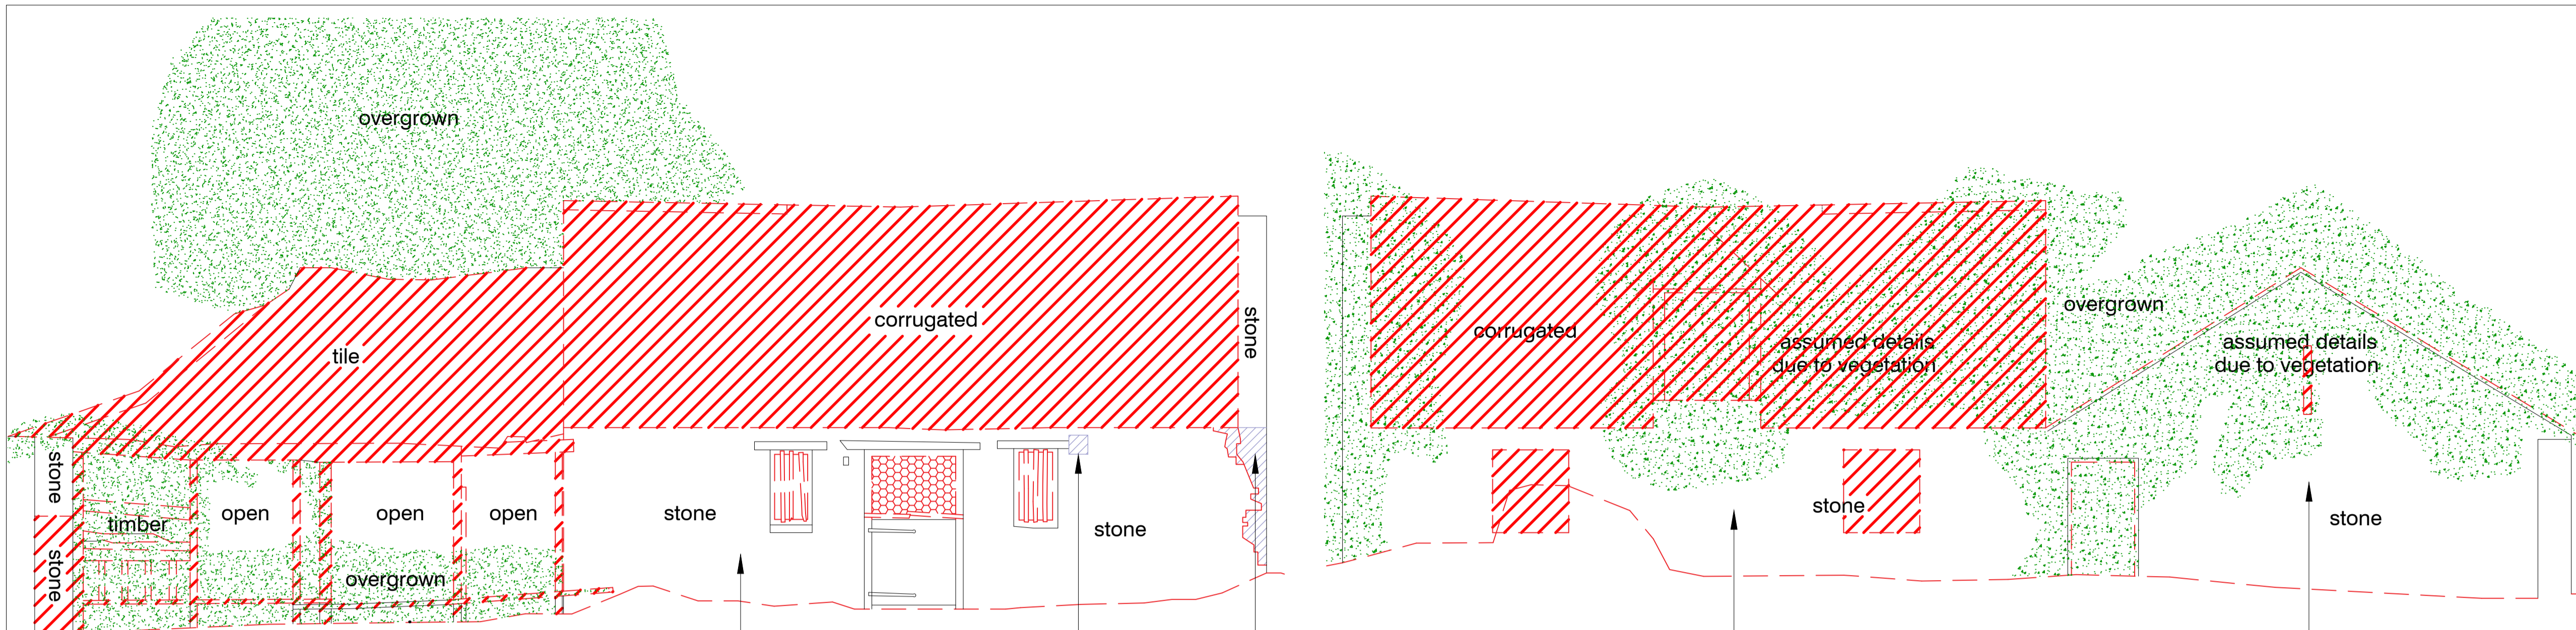 overgrown
corrugated
tile
stone
stone
timber
open
open
open
stone
stone
stone
overgrown
corrugated
assumed details
due to vegetation
stone
overgrown
assumed details
due to vegetation
stone